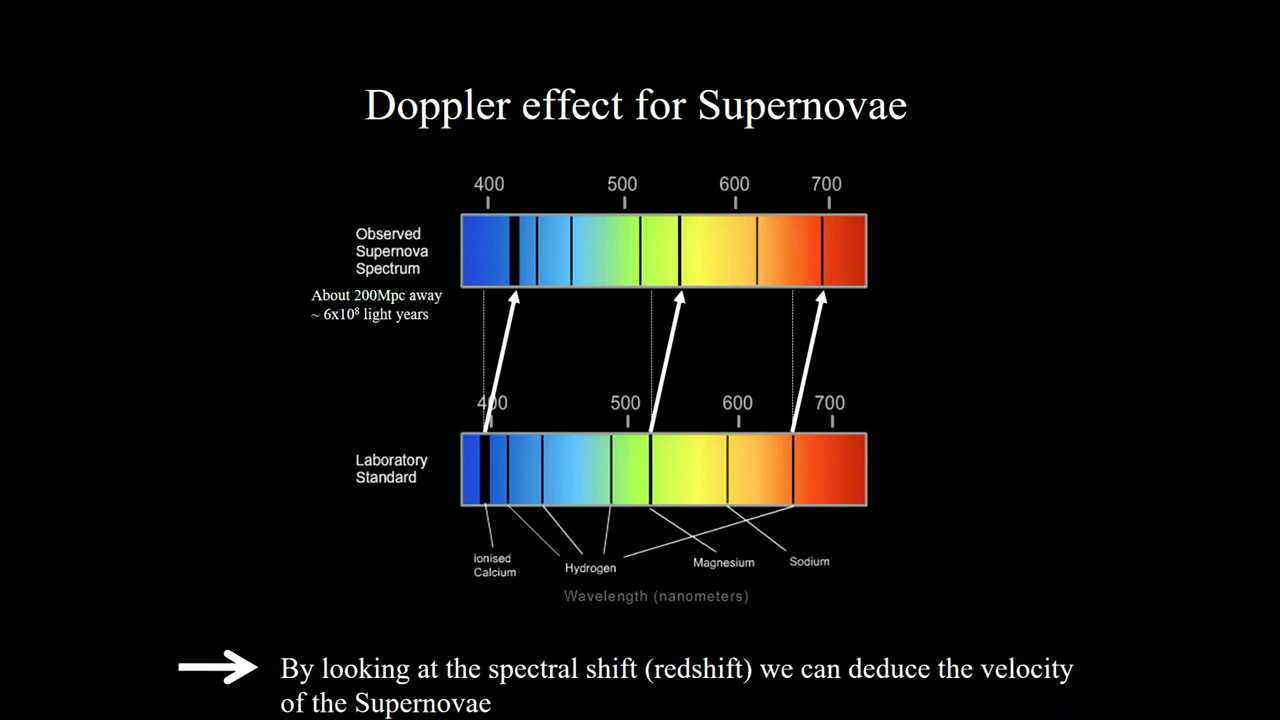 Doppler effect for Supernovae
400 500 600 700
Observed
Supernova
Spectrum
About 200Mpc away
~ 6x10⁸ light years
400 500 600 700
Laboratory
Standard
ionised
Calcium
Hydrogen
Magnesium
Sodium
Wavelength (nanometers)
By looking at the spectral shift (redshift) we can deduce the velocity
of the Supernovae